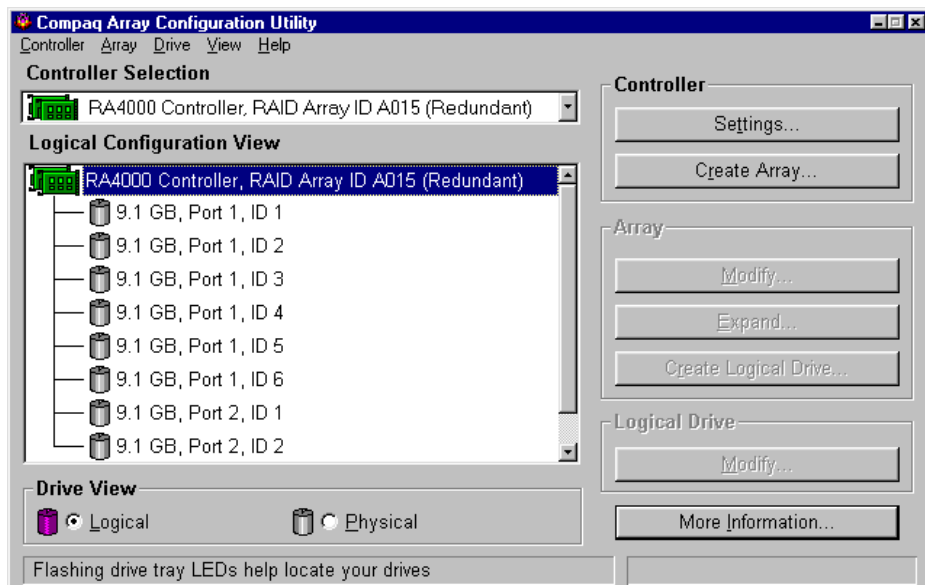 Compaq Array Configuration Utility
Controller Array Drive View Help
Controller Selection
RA4000 Controller, RAID Array ID A015 (Redundant)
Logical Configuration View
RA4000 Controller, RAID Array ID A015 (Redundant)
9.1 GB, Port 1, ID 1
9.1 GB, Port 1, ID 2
9.1 GB, Port 1, ID 3
9.1 GB, Port 1, ID 4
9.1 GB, Port 1, ID 5
9.1 GB, Port 1, ID 6
9.1 GB, Port 2, ID 1
9.1 GB, Port 2, ID 2
Drive View
Logical
Physical
Controller
Settings...
Create Array...
Array
Modify...
Expand...
Create Logical Drive...
Logical Drive
Modify...
More Information...
Flashing drive tray LEDs help locate your drives